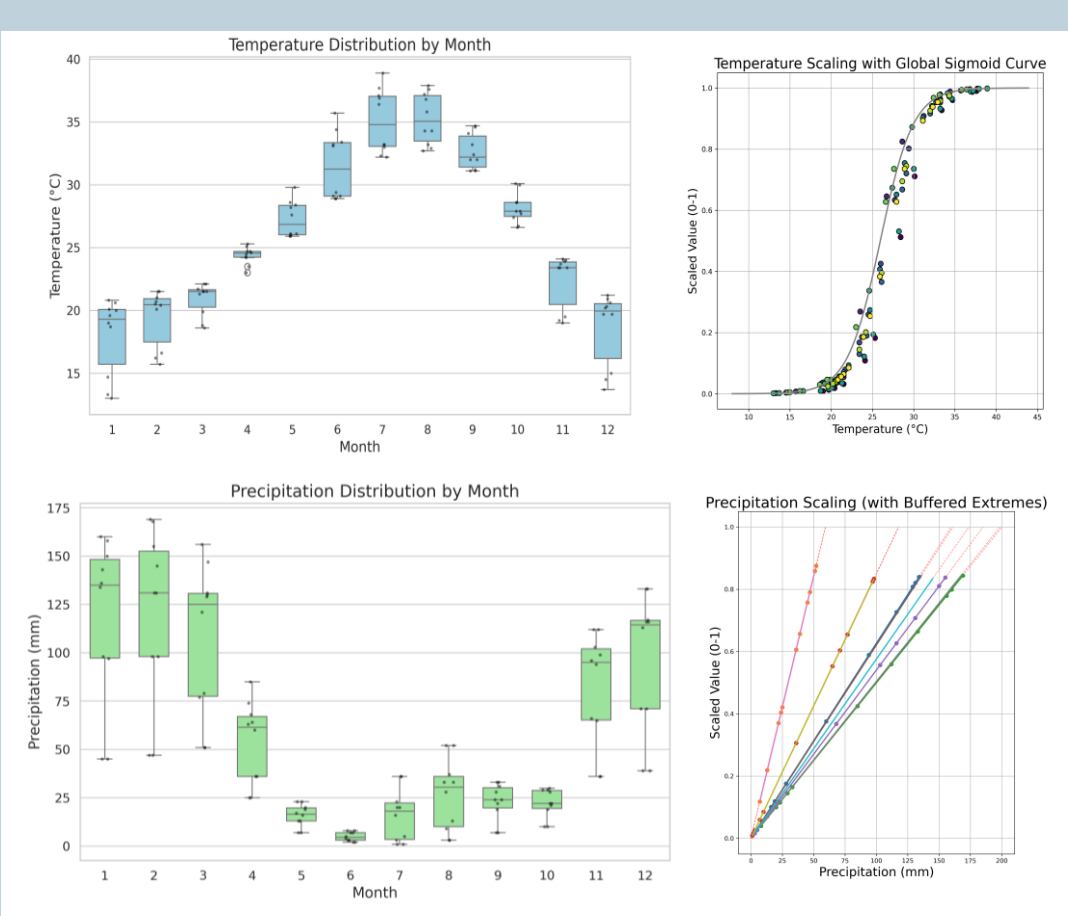 Temperature Distribution by Month
40
35
30
25
20
15
Temperature (°C)
1 2 3 4 5 6 7 8 9 10 11 12
Month
Temperature Scaling with Global Sigmoid Curve
1.0
0.8
0.6
0.4
0.2
0.0
Scaled Value (0-1)
10 15 20 25 30 35 40 45
Temperature (°C)
Precipitation Distribution by Month
175
150
125
100
75
50
25
0
Precipitation (mm)
1 2 3 4 5 6 7 8 9 10 11 12
Month
Precipitation Scaling (with Buffered Extremes)
1.0
0.8
0.6
0.4
0.2
0.0
Scaled Value (0-1)
0 25 50 75 100 125 150 175 200
Precipitation (mm)